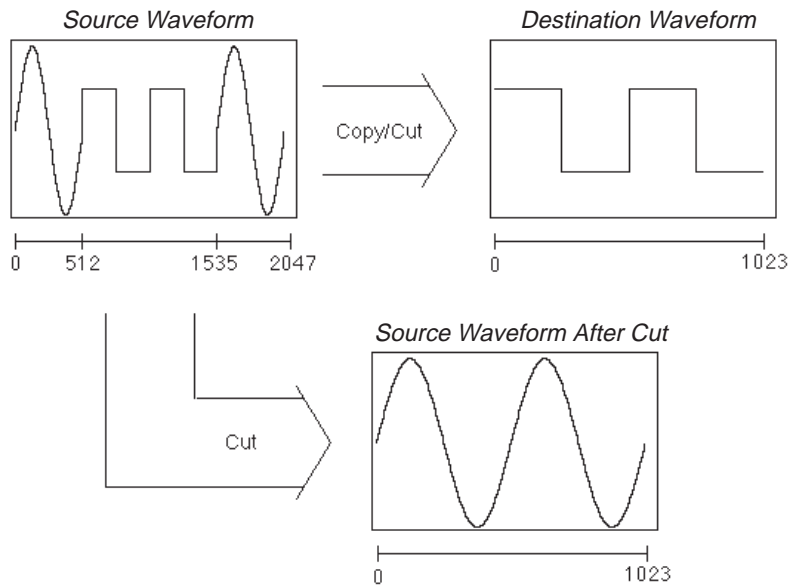 Source Waveform
Destination Waveform
Copy/Cut
0 512 1535 2047
0 1023
Source Waveform After Cut
Cut
0 1023